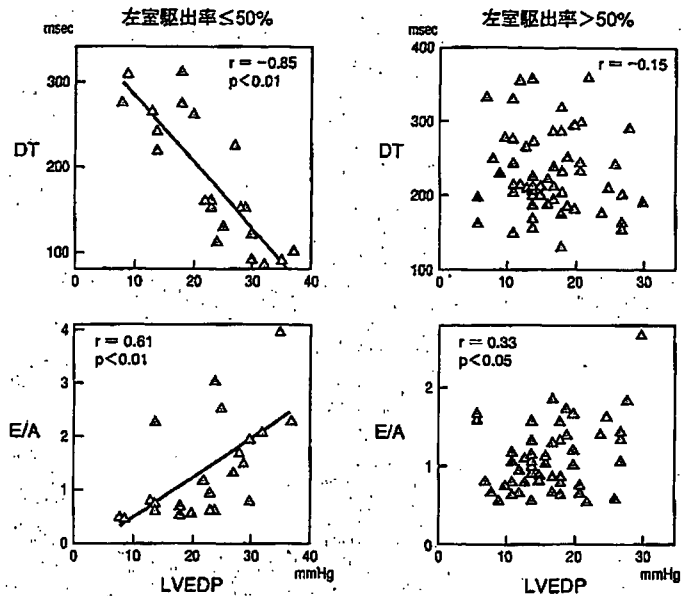 左室駆出率≦50%
左室駆出率>50%
msec
r = −0.85
p<0.01
300
DT
200
100
0
10
20
30
40
msec
400
r = −0.15
300
DT
200
100
0
10
20
30
4
r = 0.61
p<0.01
3
E/A
2
1
0
0
10
20
30
40
mmHg
LVEDP
r = 0.33
p<0.05
2
E/A
1
0
0
10
20
30
mmHg
LVEDP